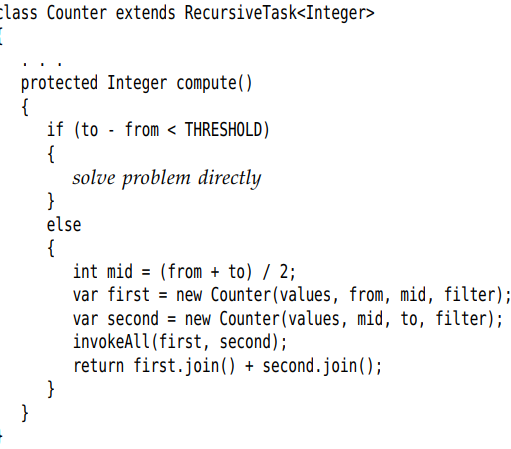 class Counter extends RecursiveTask<Integer>
{
. . .
protected Integer compute()
{
if (to - from < THRESHOLD)
{
solve problem directly
}
else
{
int mid = (from + to) / 2;
var first = new Counter(values, from, mid, filter);
var second = new Counter(values, mid, to, filter);
invokeAll(first, second);
return first.join() + second.join();
}
}
}